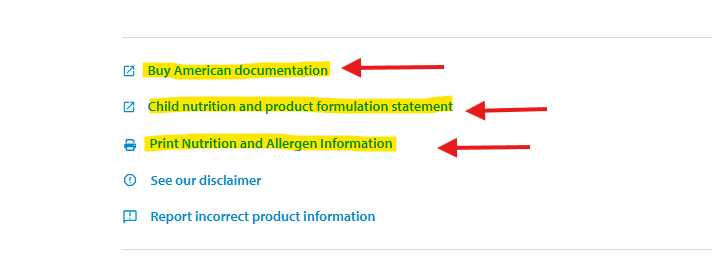 Buy American documentation
Child nutrition and product formulation statement
Print Nutrition and Allergen Information
See our disclaimer
Report incorrect product information